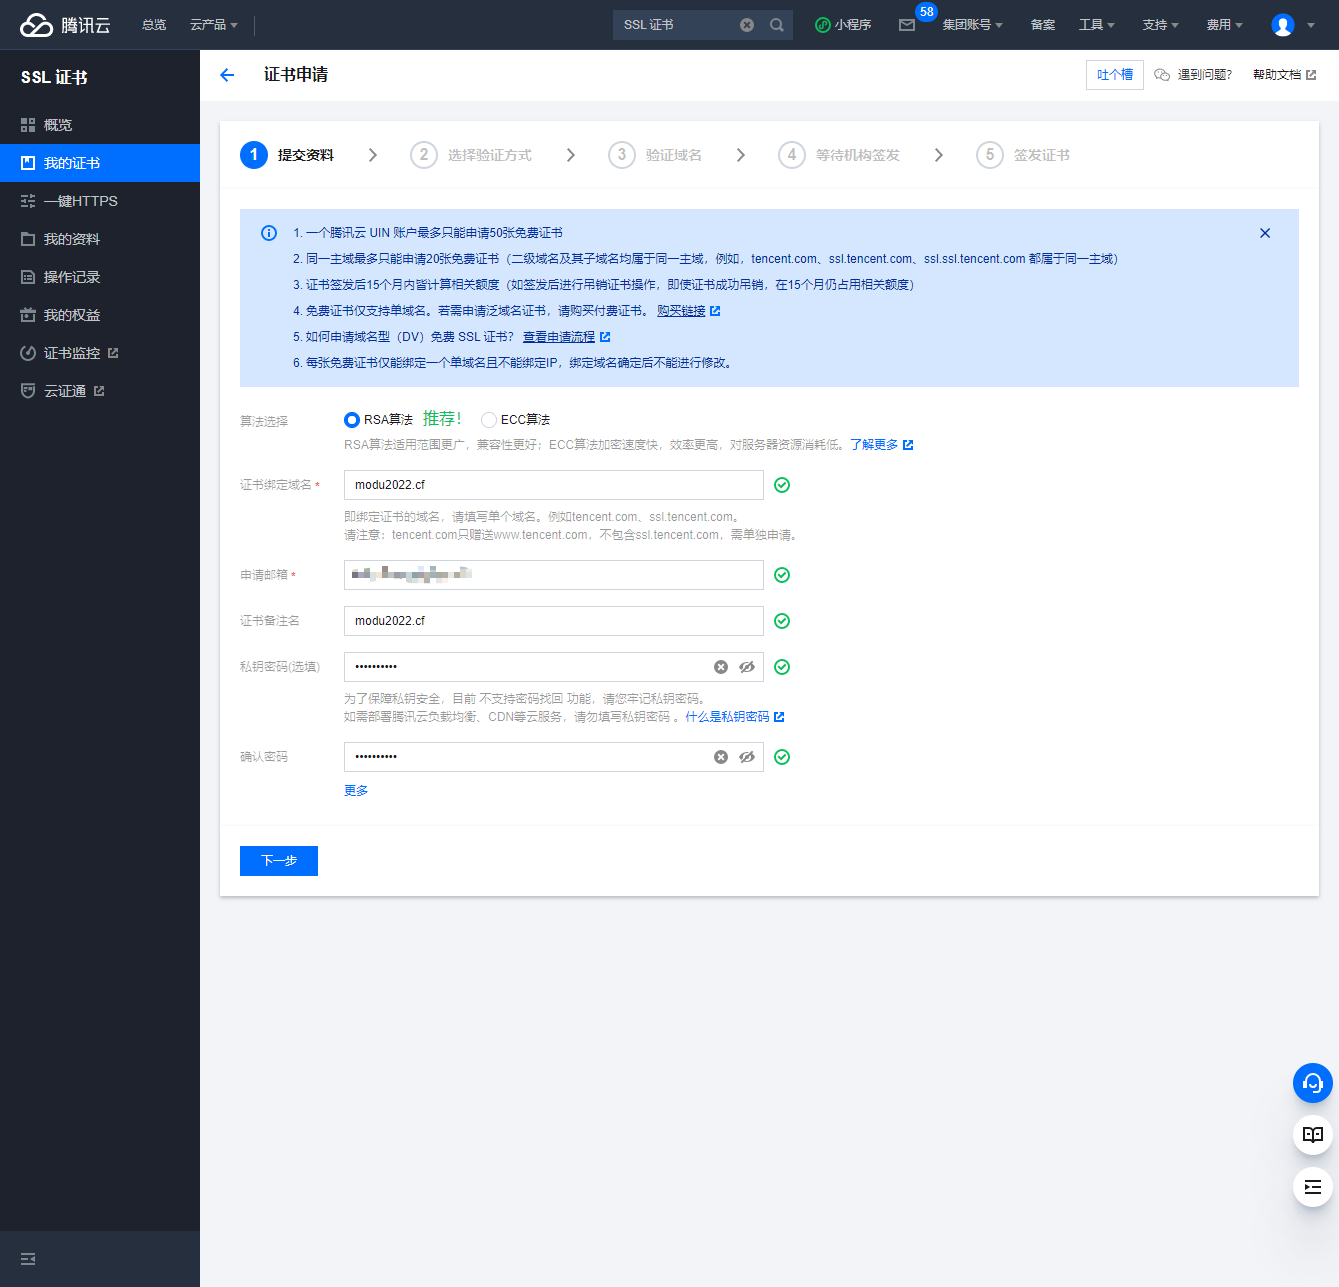 腾讯云
总览
云产品
SSL 证书
小程序
58
集团账号
备案
工具
支持
费用
SSL 证书
概览
我的证书
一键HTTPS
我的资料
操作记录
我的权益
证书监控
云证通
证书申请
吐个槽
遇到问题?
帮助文档
1 提交资料
2 选择验证方式
3 验证域名
4 等待机构签发
5 签发证书
1. 一个腾讯云 UIN 账户最多只能申请50张免费证书
2. 同一主域最多只能申请20张免费证书（二级域名及其子域名均属于同一主域，例如，tencent.com、ssl.tencent.com、ssl.ssl.tencent.com 都属于同一主域）
3. 证书签发后15个月内皆计算相关额度（如签发后进行吊销证书操作，即使证书成功吊销，在15个月仍占用相关额度）
4. 免费证书仅支持单域名。若需申请泛域名证书，请购买付费证书。 购买链接
5. 如何申请域名型（DV）免费 SSL 证书？ 查看申请流程
6. 每张免费证书仅能绑定一个单域名且不能绑定IP，绑定域名确定后不能进行修改。
算法选择
RSA算法 推荐！ ECC算法
RSA算法适用范围更广，兼容性更好；ECC算法加密速度快，效率更高，对服务器资源消耗低。了解更多
证书绑定域名 *
modu2022.cf
即绑定证书的域名，请填写单个域名。例如tencent.com、ssl.tencent.com。
请注意：tencent.com只赠送www.tencent.com，不包含ssl.tencent.com，需单独申请。
申请邮箱 *
证书备注名
modu2022.cf
私钥密码(选填)
••••••••••
为了保障私钥安全，目前 不支持密码找回 功能，请您牢记私钥密码。
如需部署腾讯云负载均衡、CDN等云服务，请勿填写私钥密码 。什么是私钥密码
确认密码
••••••••••
更多
下一步